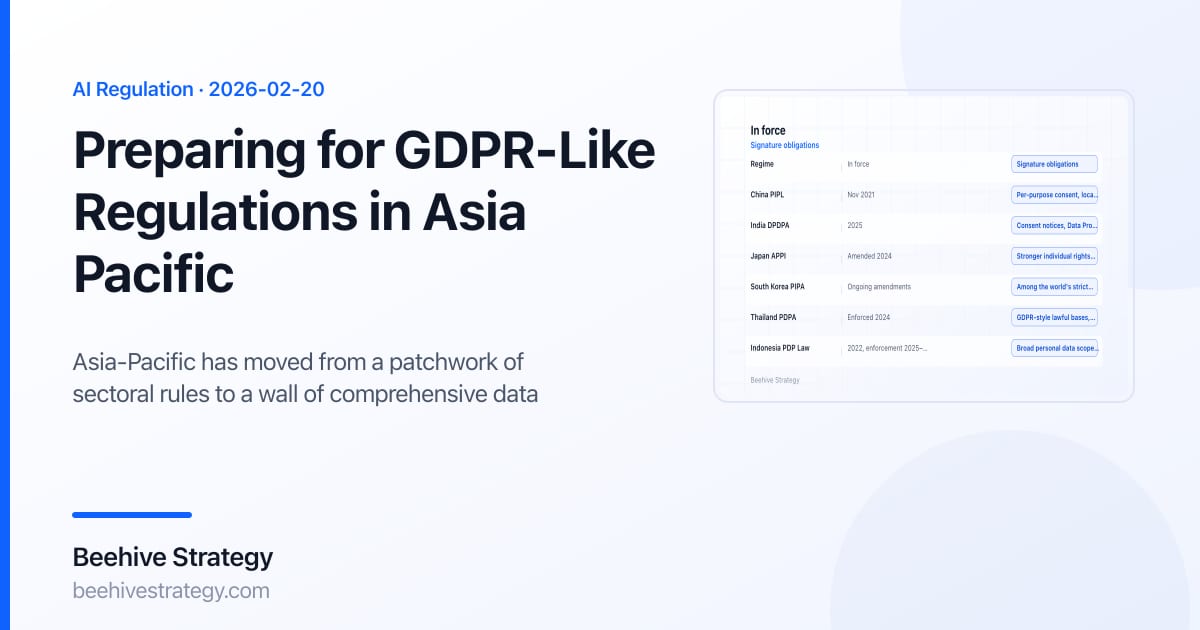 AI Regulation · 2026-02-20
Preparing for GDPR-Like
Regulations in Asia
Pacific
Asia-Pacific has moved from a patchwork of
sectoral rules to a wall of comprehensive data
Beehive Strategy
beehivestrategy.com
In force
Signature obligations
Regime In force Signature obligations
China PIPL Nov 2021 Per-purpose consent, loca...
India DPDPA 2025 Consent notices, Data Pro...
Japan APPI Amended 2024 Stronger individual rights...
South Korea PIPA Ongoing amendments Among the world's strict...
Thailand PDPA Enforced 2024 GDPR-style lawful bases,...
Indonesia PDP Law 2022, enforcement 2025–... Broad personal data scope...
Beehive Strategy